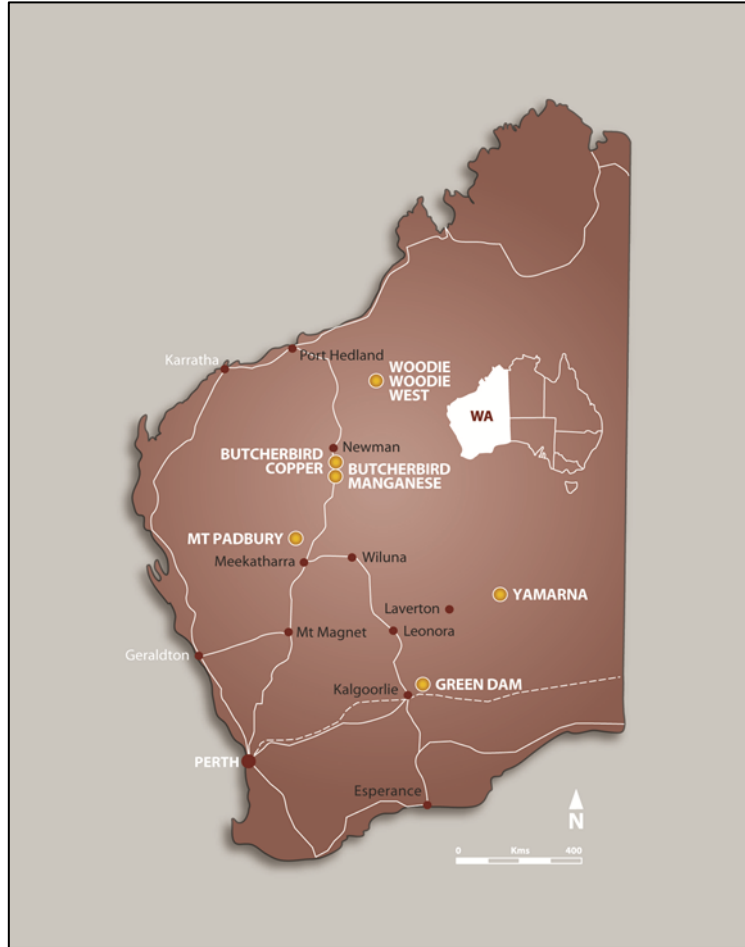 Karratha
Port Hedland
WOODIE
WOODIE
WEST
WA
Newman
BUTCHERBIRD
COPPER
BUTCHERBIRD
MANGANESE
MT PADBURY
Meekatharra
Wiluna
YAMARNA
Laverton
Leonora
Mt Magnet
Geraldton
GREEN DAM
Kalgoorlie
PERTH
Esperance
N
0 Kms 400